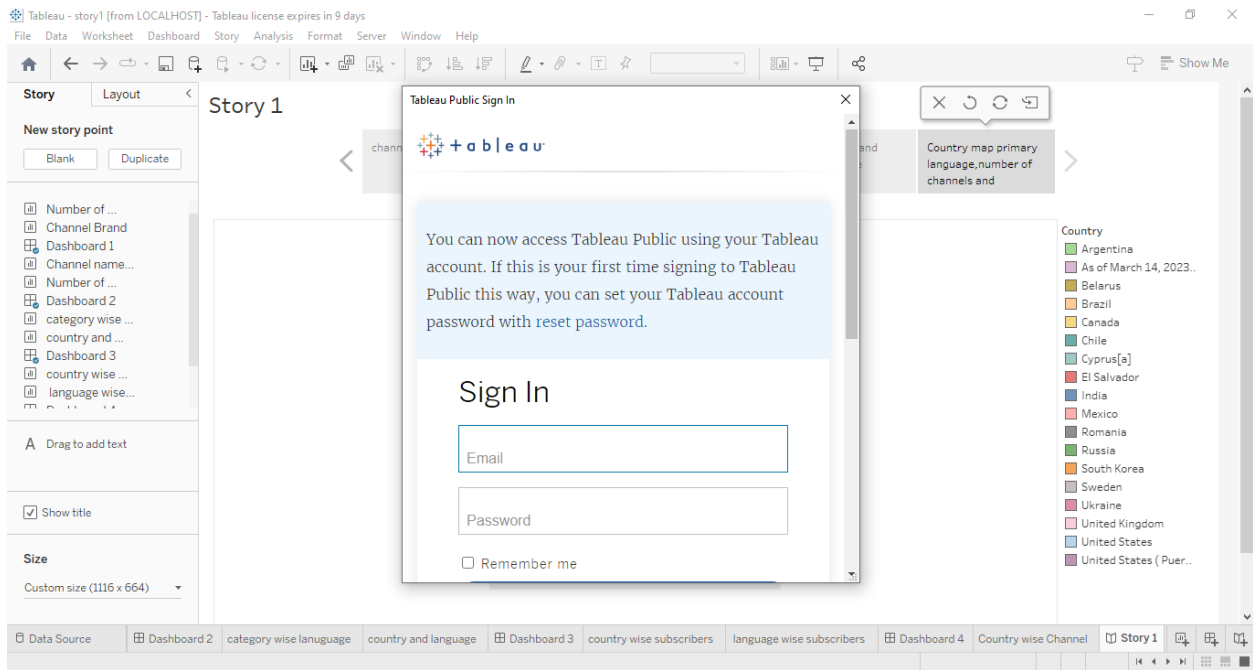 Tableau - story1 [from LOCALHOST] - Tableau license expires in 9 days
File Data Worksheet Dashboard Story Analysis Format Server Window Help
Show Me
Story Layout
New story point
Blank Duplicate
Number of ...
Channel Brand
Dashboard 1
Channel name...
Number of ...
Dashboard 2
category wise ...
country and ...
Dashboard 3
country wise ...
language wise...
A Drag to add text
Show title
Size
Custom size (1116 x 664)
Story 1
chann
and
Country map primary
language,number of
channels and
Tableau Public Sign In
+ableau
You can now access Tableau Public using your Tableau
account. If this is your first time signing to Tableau
Public this way, you can set your Tableau account
password with reset password.
Sign In
Email
Password
Remember me
Country
Argentina
As of March 14, 2023..
Belarus
Brazil
Canada
Chile
Cyprus[a]
El Salvador
India
Mexico
Romania
Russia
South Korea
Sweden
Ukraine
United Kingdom
United States
United States ( Puer..
Data Source Dashboard 2 category wise lanuguage country and language Dashboard 3 country wise subscribers language wise subscribers Dashboard 4 Country wise Channel Story 1